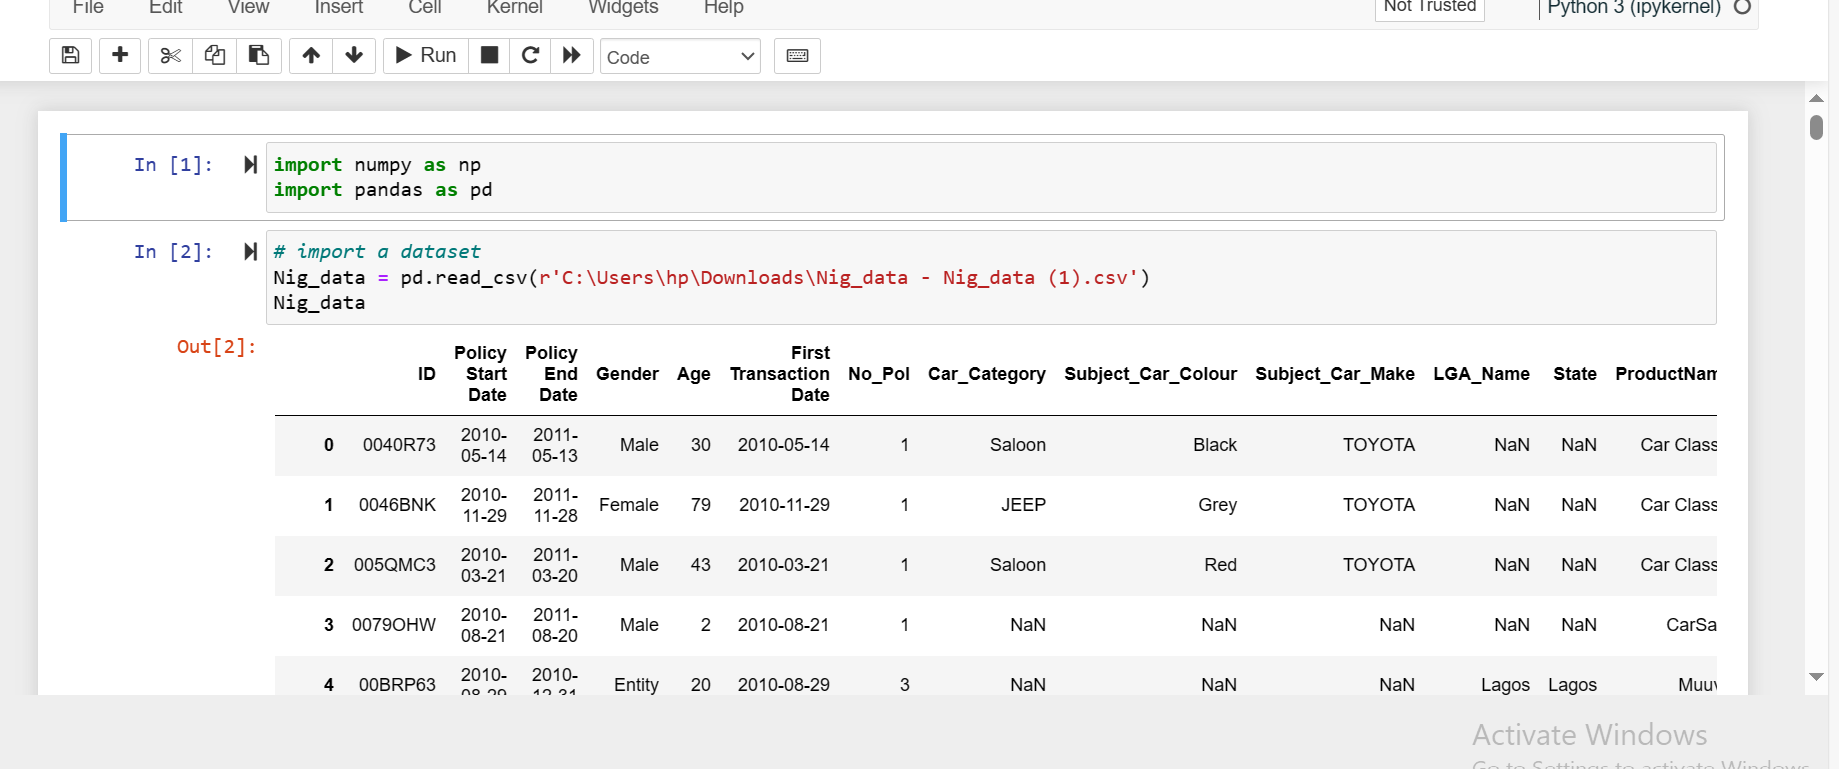 File Edit View Insert Cell Kernel Widgets Help Not Trusted Python 3 (ipykernel)
Run Code
In [1]: import numpy as np
import pandas as pd
In [2]: # import a dataset
Nig_data = pd.read_csv(r'C:\Users\hp\Downloads\Nig_data - Nig_data (1).csv')
Nig_data
Out[2]:
ID Policy Start Date Policy End Date Gender Age First Transaction Date No_Pol Car_Category Subject_Car_Colour Subject_Car_Make LGA_Name State ProductNam
0 0040R73 2010-05-14 2011-05-13 Male 30 2010-05-14 1 Saloon Black TOYOTA NaN NaN Car Class
1 0046BNK 2010-11-29 2011-11-28 Female 79 2010-11-29 1 JEEP Grey TOYOTA NaN NaN Car Class
2 005QMC3 2010-03-21 2011-03-20 Male 43 2010-03-21 1 Saloon Red TOYOTA NaN NaN Car Class
3 0079OHW 2010-08-21 2011-08-20 Male 2 2010-08-21 1 NaN NaN NaN NaN NaN CarSa
4 00BRP63 2010-08-29 2010-12-31 Entity 20 2010-08-29 3 NaN NaN NaN Lagos Lagos Muuv
Activate Windows
Go to Settings to activate Windows.